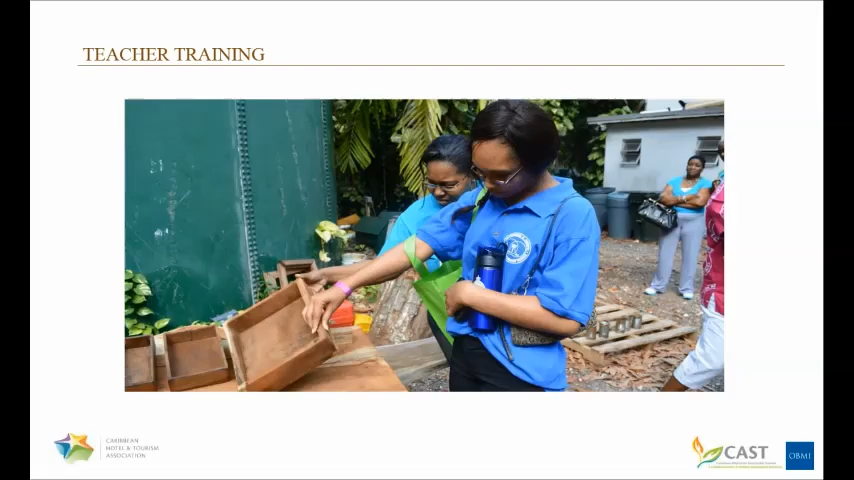 TEACHER TRAINING
CARIBBEAN
HOTEL & TOURISM
ASSOCIATION
CAST
OBMI